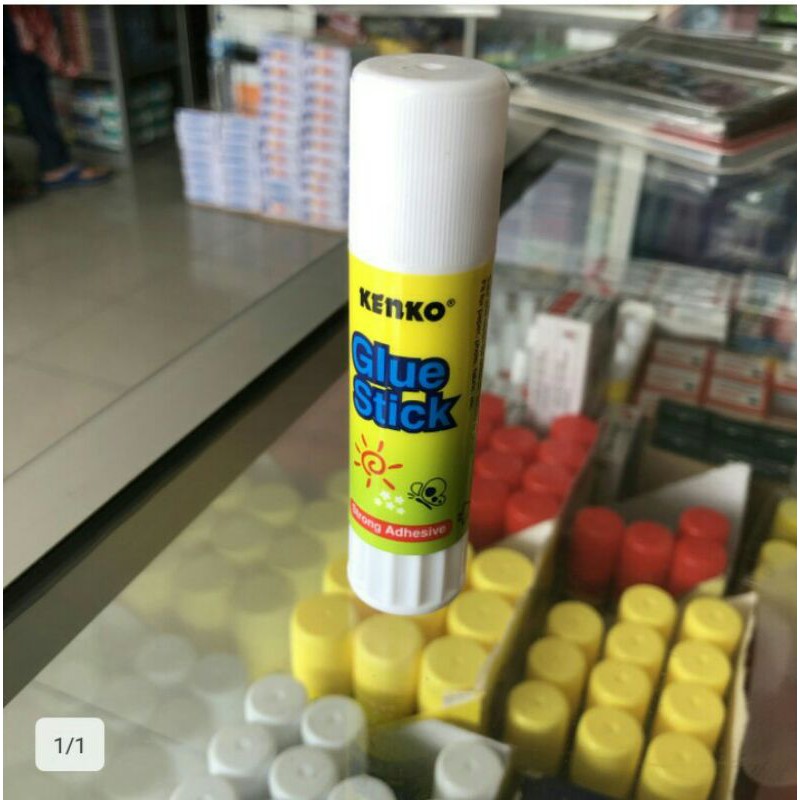 KENKO®
Glue
Stick
Strong Adhesive
1/1